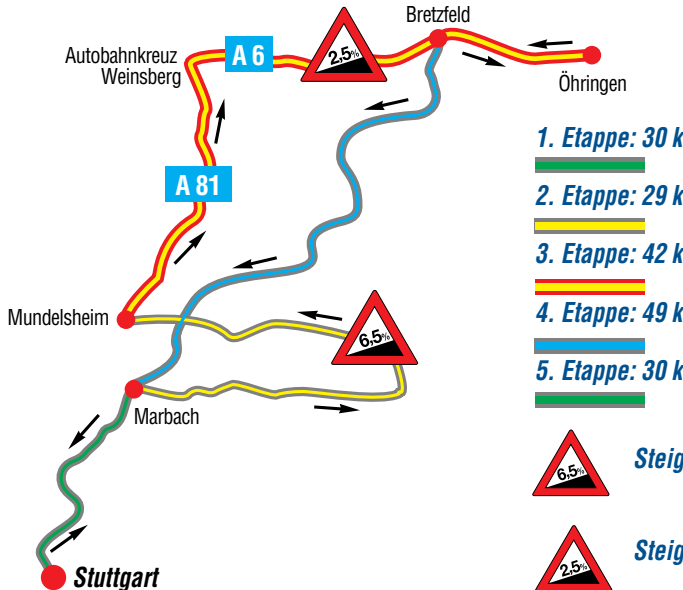 Bretzfeld
Autobahnkreuz
Weinsberg
A 6
2,5%
Öhringen
1. Etappe: 30 k
A 81
2. Etappe: 29 k
3. Etappe: 42 k
Mundelsheim
4. Etappe: 49 k
6,5%
5. Etappe: 30 k
Marbach
6,5%
Steig
2,5%
Steig
Stuttgart